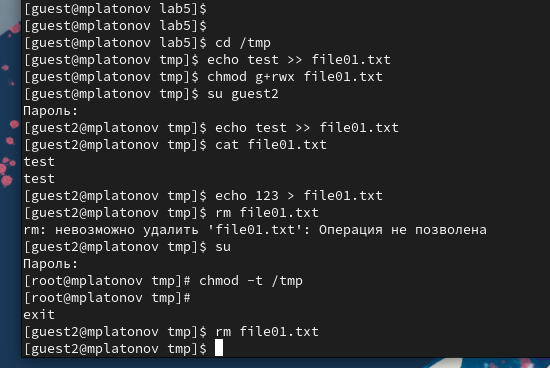 [guest@mplatonov lab5]$
[guest@mplatonov lab5]$
[guest@mplatonov lab5]$ cd /tmp
[guest@mplatonov tmp]$ echo test >> file01.txt
[guest@mplatonov tmp]$ chmod g+rwx file01.txt
[guest@mplatonov tmp]$ su guest2
Пароль:
[guest2@mplatonov tmp]$ echo test >> file01.txt
[guest2@mplatonov tmp]$ cat file01.txt
test
test
[guest2@mplatonov tmp]$ echo 123 > file01.txt
[guest2@mplatonov tmp]$ rm file01.txt
rm: невозможно удалить 'file01.txt': Операция не позволена
[guest2@mplatonov tmp]$ su
Пароль:
[root@mplatonov tmp]# chmod -t /tmp
[root@mplatonov tmp]#
exit
[guest2@mplatonov tmp]$ rm file01.txt
[guest2@mplatonov tmp]$